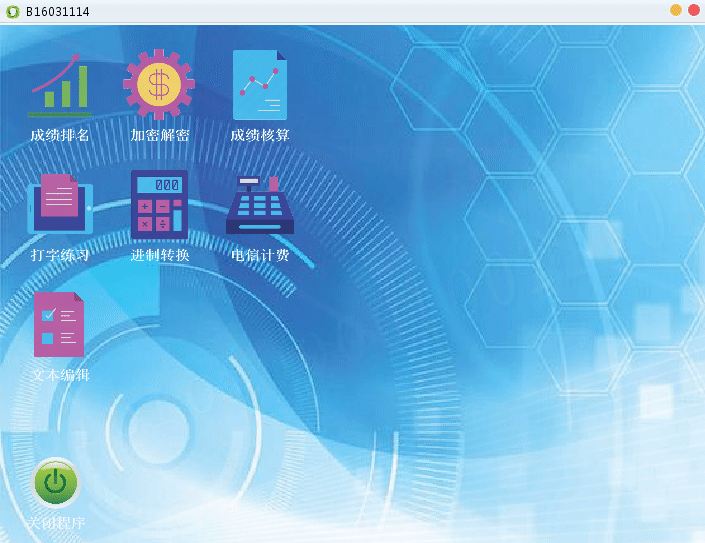 B16031114
成绩排名 加密解密 成绩核算
000
打字练习 进制转换 电信计费
文本编辑
关闭程序